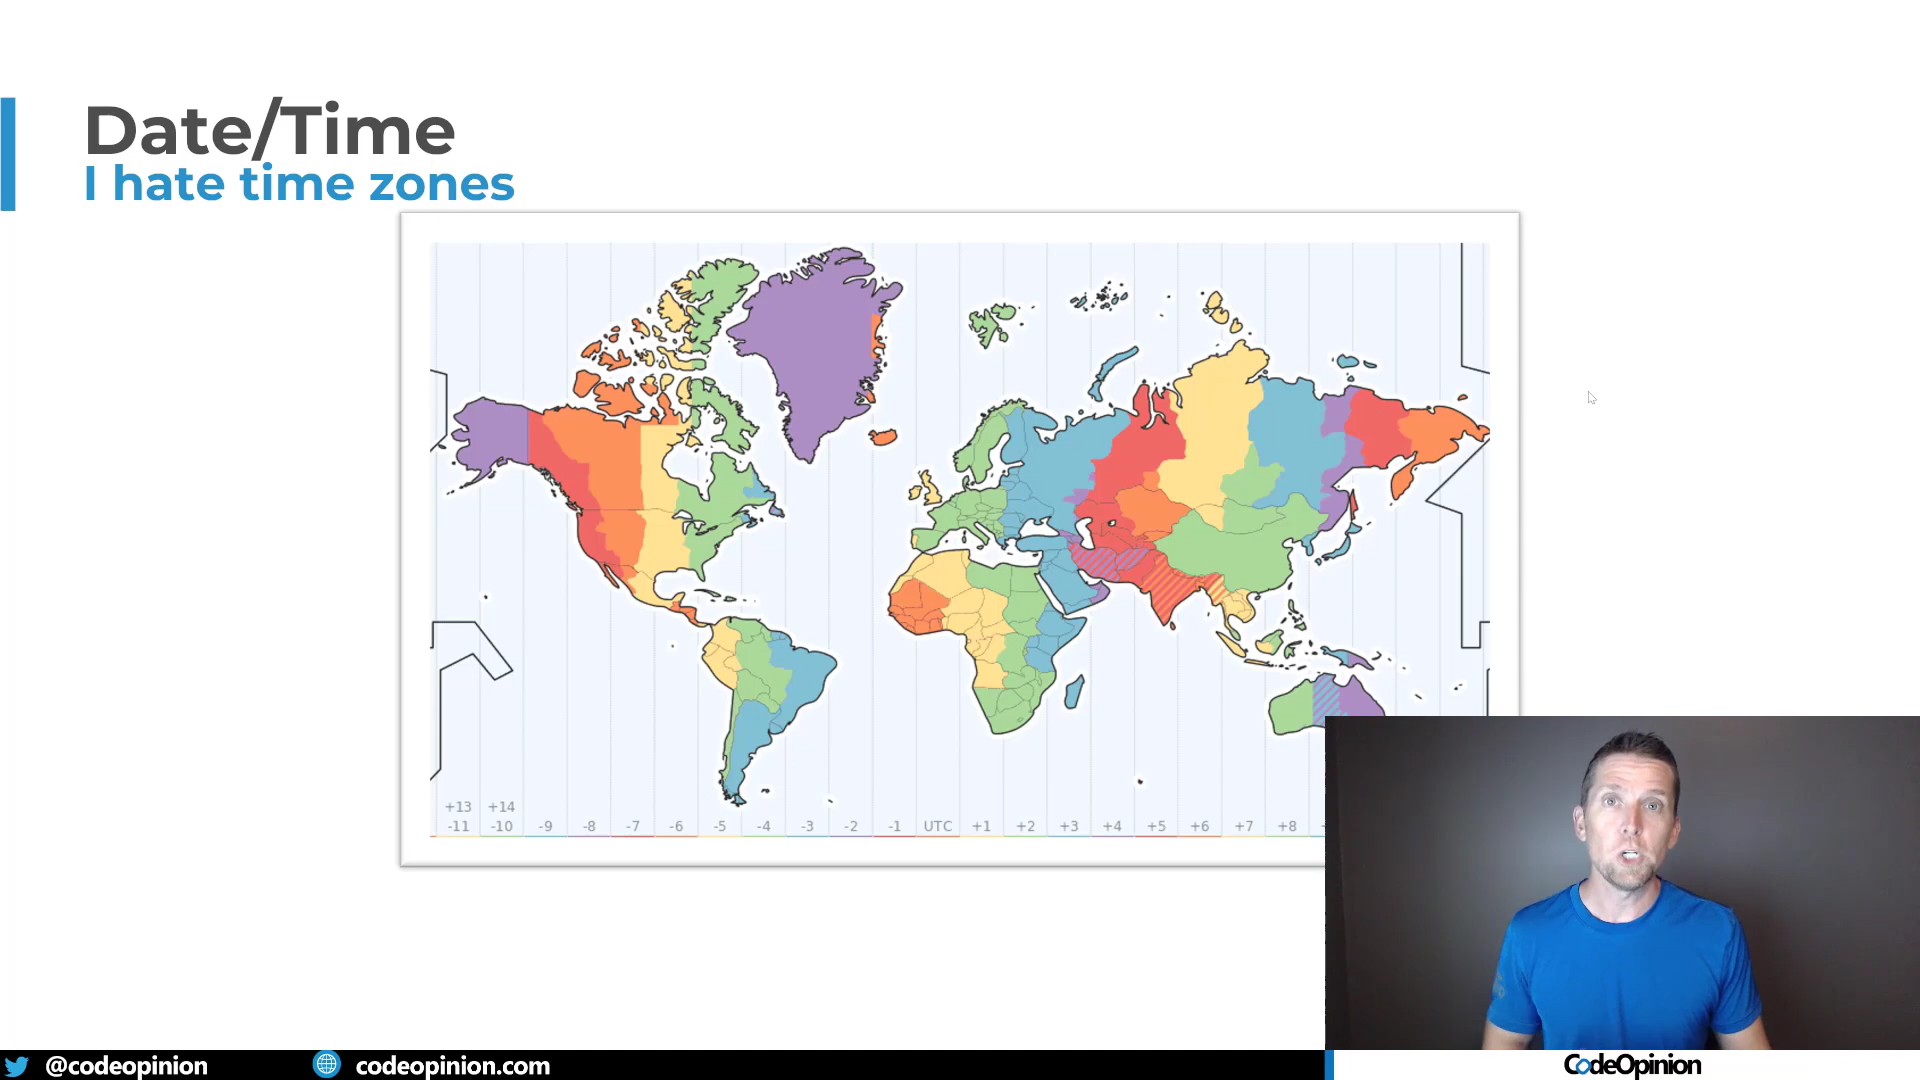 Date/Time
I hate time zones
+13 +14
-11 -10 -9 -8 -7 -6 -5 -4 -3 -2 -1 UTC +1 +2 +3 +4 +5 +6 +7 +8
@codeopinion codeopinion.com CodeOpinion